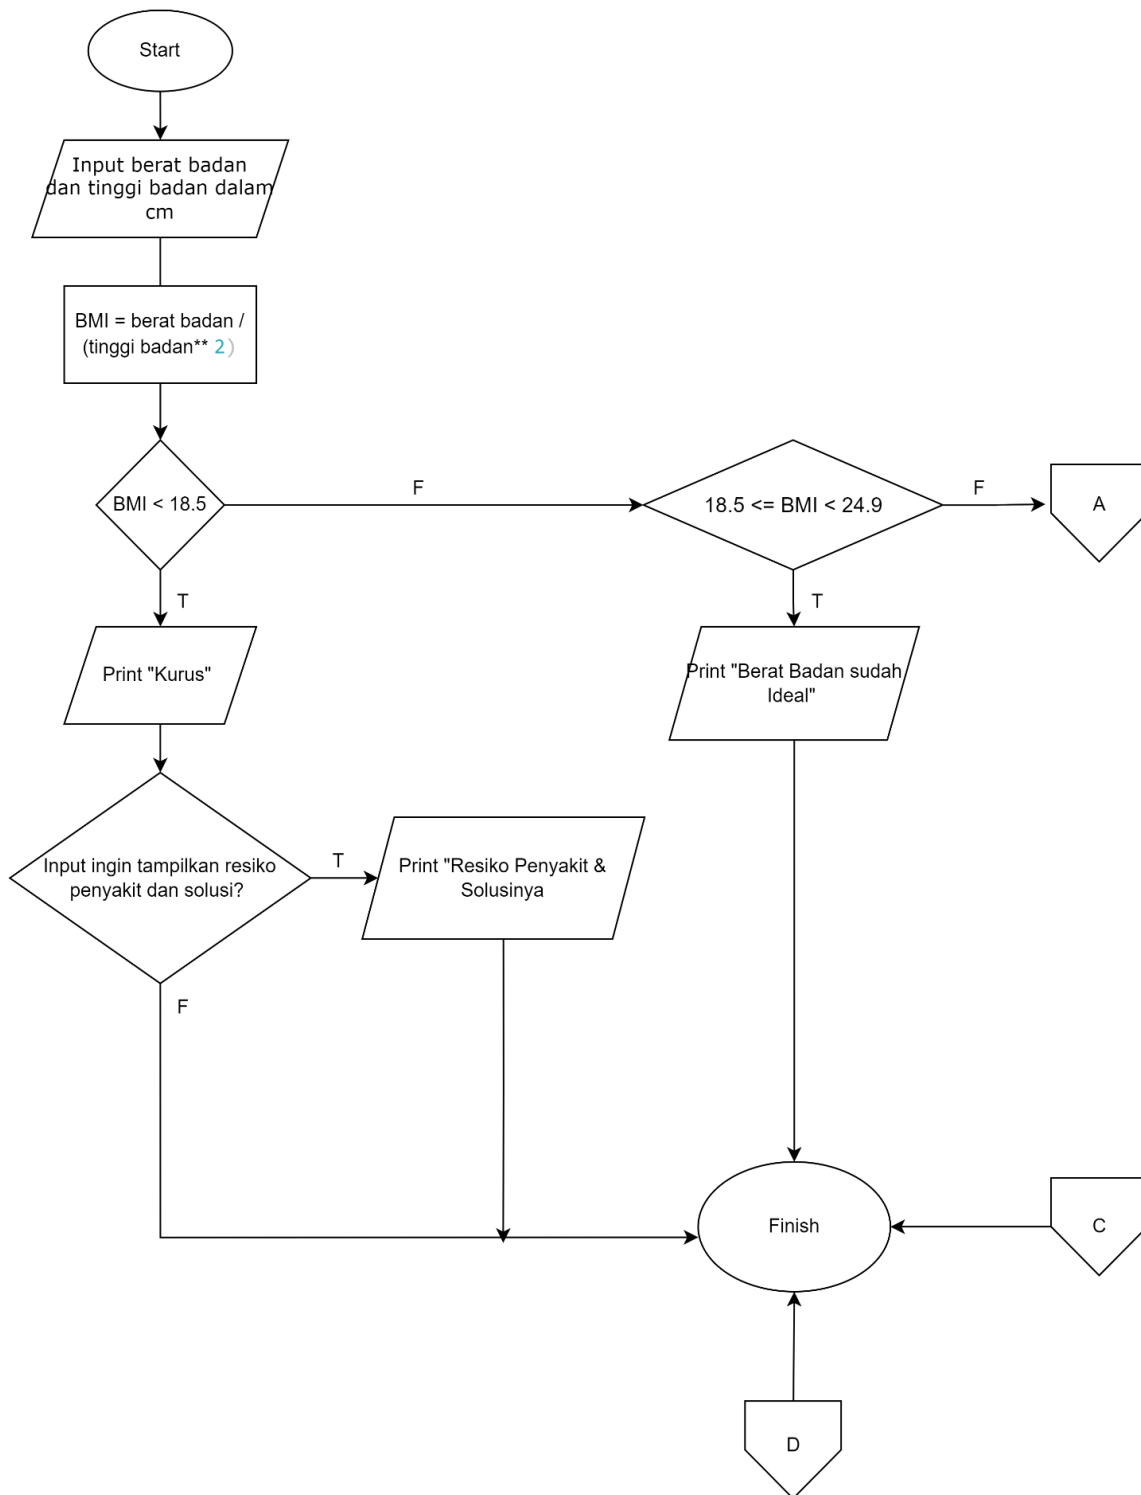 Start
Input berat badan
dan tinggi badan dalam
cm
BMI = berat badan /
(tinggi badan** 2)
BMI < 18.5
F
18.5 <= BMI < 24.9
F
A
T
T
Print "Kurus"
Print "Berat Badan sudah
Ideal"
Input ingin tampilkan resiko
penyakit dan solusi?
T
Print "Resiko Penyakit &
Solusinya
F
Finish
C
D